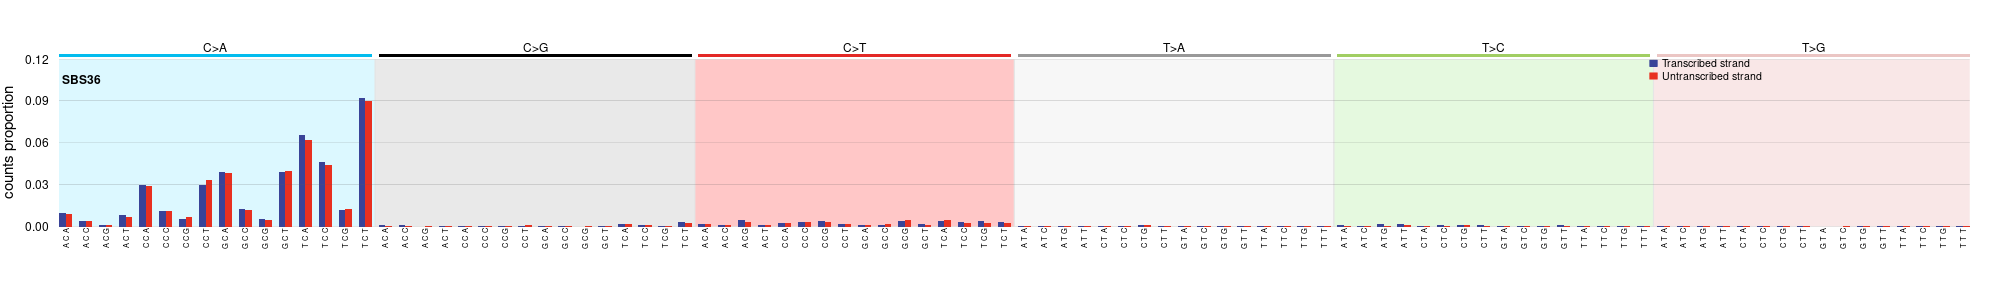 C>A C>G C>T T>A T>C T>G
0.12
SBS36
Transcribed strand
Untranscribed strand
0.09
0.06
0.03
0.00
counts proportion
ACA ACC ACG ACT CCA CCC CCG CCT GCA GCC GCG GCT TCA TCC TCG TCT ACA ACC ACG ACT CCA CCC CCG CCT GCA GCC GCG GCT TCA TCC TCG TCT ACA ACC ACG ACT CCA CCC CCG CCT GCA GCC GCG GCT TCA TCC TCG TCT ATA ATC ATG ATT CTA CTC CTG CTT GTA GTC GTG GTT TTA TTC TTG TTT ATA ATC ATG ATT CTA CTC CTG CTT GTA GTC GTG GTT TTA TTC TTG TTT ATA ATC ATG ATT CTA CTC CTG CTT GTA GTC GTG GTT TTA TTC TTG TTT